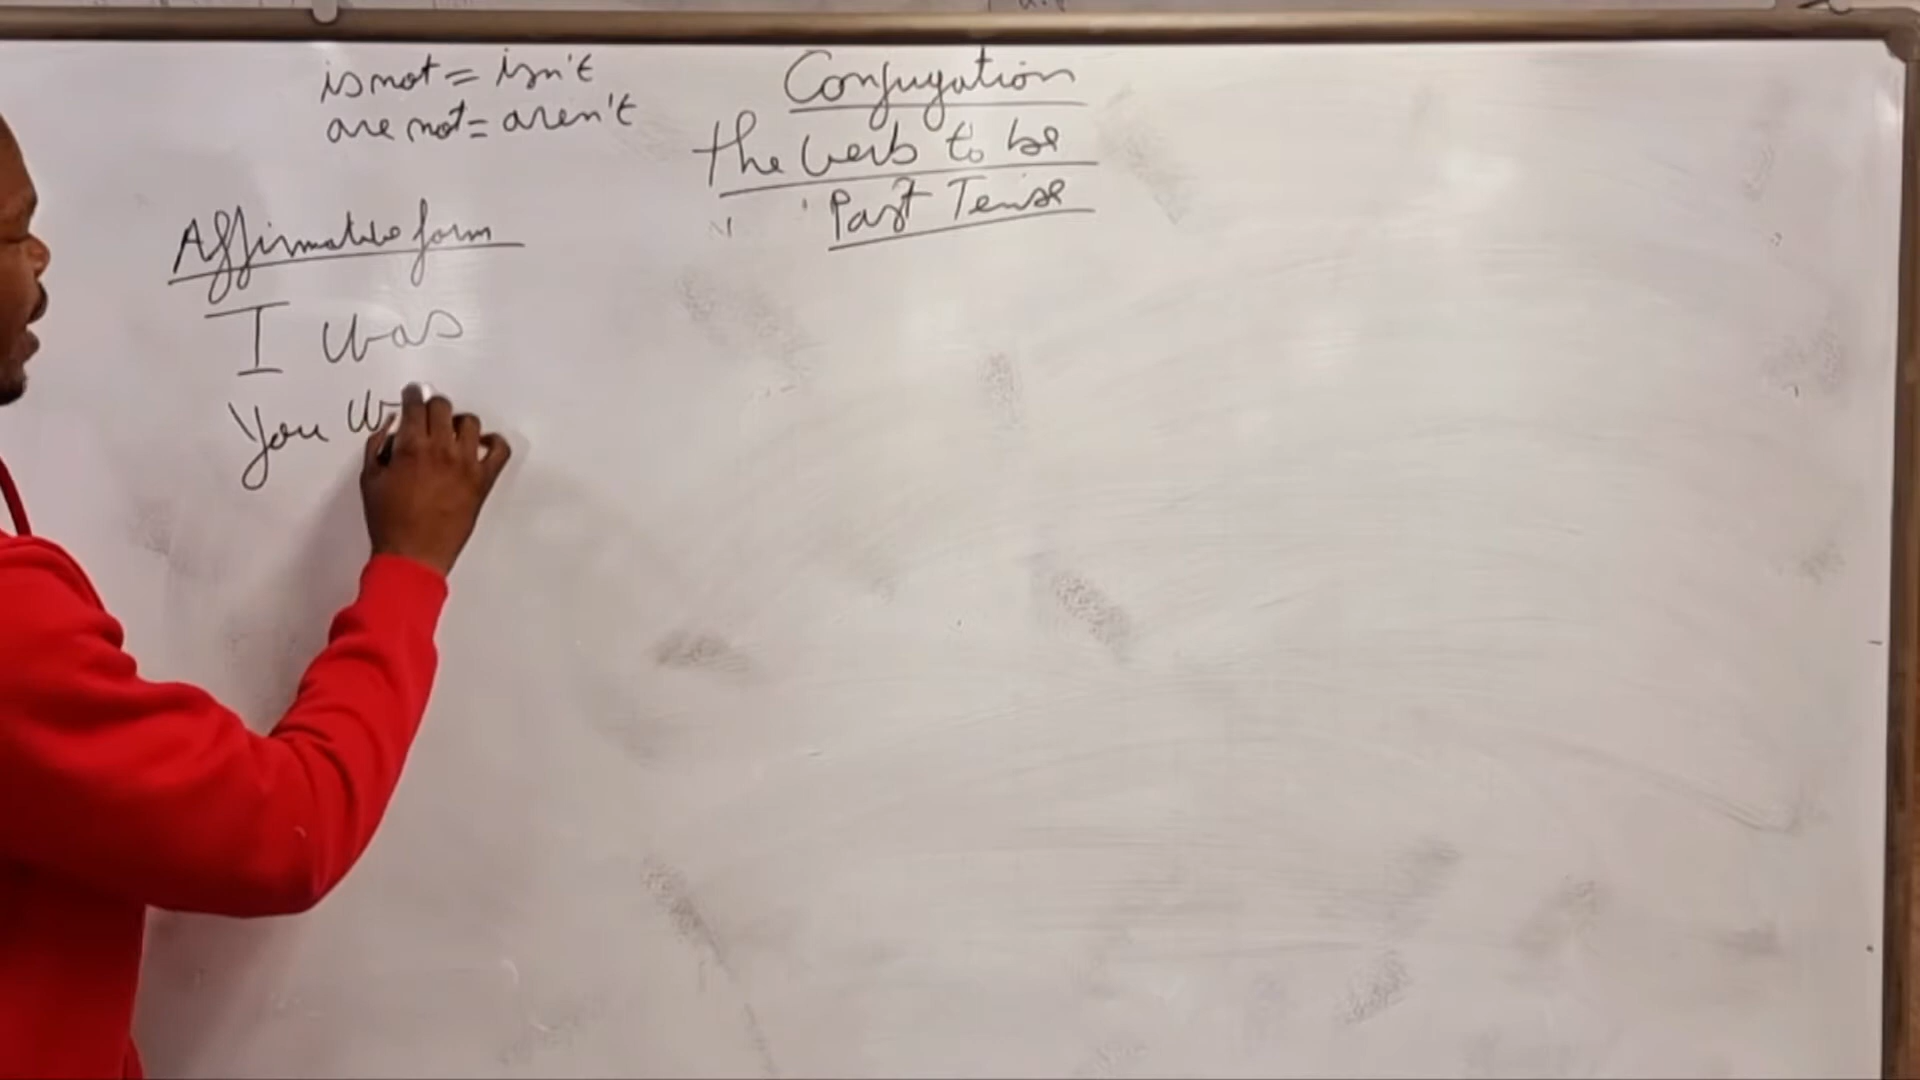 is not = isn't
are not = aren't
Conjugation
the verb to be
Past Tense
Affirmative form
I was
You w